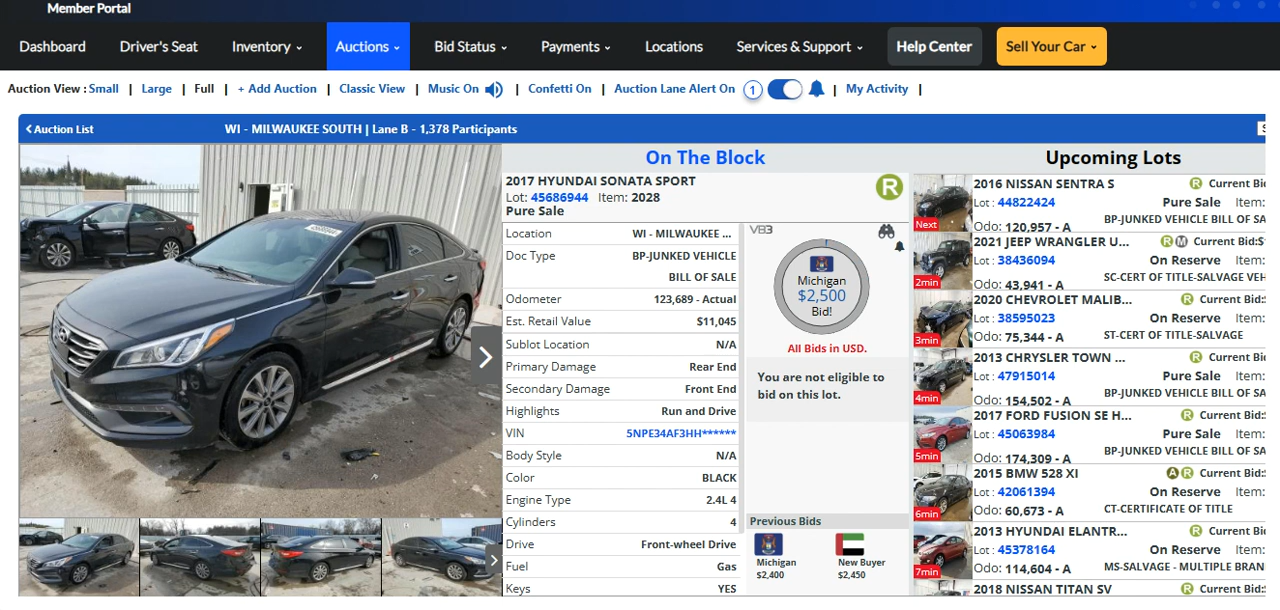 Member Portal
Dashboard Driver's Seat Inventory Auctions Bid Status Payments Locations Services & Support Help Center Sell Your Car
Auction View : Small | Large | Full | + Add Auction | Classic View | Music On | Confetti On | Auction Lane Alert On 1 | My Activity |
Auction List WI - MILWAUKEE SOUTH | Lane B - 1,378 Participants
On The Block
2017 HYUNDAI SONATA SPORT
Lot: 45686944 Item: 2028
Pure Sale
R
Location WI - MILWAUKEE ...
Doc Type BP-JUNKED VEHICLE
BILL OF SALE
Odometer 123,689 - Actual
Est. Retail Value $11,045
Sublot Location N/A
Primary Damage Rear End
Secondary Damage Front End
Highlights Run and Drive
VIN 5NPE34AF3HH******
Body Style N/A
Color BLACK
Engine Type 2.4L 4
Cylinders 4
Drive Front-wheel Drive
Fuel Gas
Keys YES
VB3
Michigan
$2,500
Bid!
All Bids in USD.
You are not eligible to
bid on this lot.
Previous Bids
Michigan
$2,400
New Buyer
$2,450
Upcoming Lots
2016 NISSAN SENTRA S R Current Bid
Lot : 44822424 Pure Sale Item:
Next Odo: 120,957 - A BP-JUNKED VEHICLE BILL OF SA
2021 JEEP WRANGLER U... R M Current Bid:$
Lot : 38436094 On Reserve Item:
2min Odo: 43,941 - A SC-CERT OF TITLE-SALVAGE VEH
2020 CHEVROLET MALIB... R Current Bid:
Lot : 38595023 On Reserve Item:
3min Odo: 75,344 - A ST-CERT OF TITLE-SALVAGE
2013 CHRYSLER TOWN ... R Current Bid
Lot : 47915014 Pure Sale Item:
4min Odo: 154,502 - A BP-JUNKED VEHICLE BILL OF SA
2017 FORD FUSION SE H... R Current Bid:
Lot : 45063984 Pure Sale Item:
5min Odo: 174,309 - A BP-JUNKED VEHICLE BILL OF SA
2015 BMW 528 XI A R Current Bid:
Lot : 42061394 On Reserve Item:
6min Odo: 60,673 - A CT-CERTIFICATE OF TITLE
2013 HYUNDAI ELANTR... R Current Bid
Lot : 45378164 On Reserve Item:
7min Odo: 114,604 - A MS-SALVAGE - MULTIPLE BRAN
2018 NISSAN TITAN SV R Current Bid: